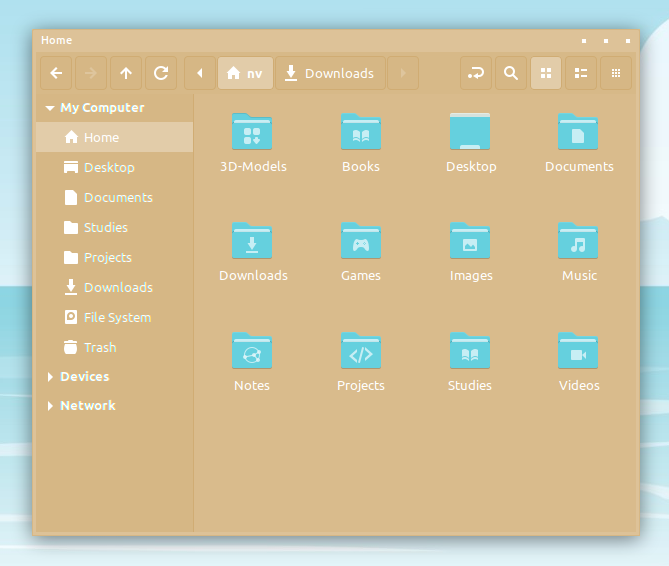 Home
nv
Downloads
My Computer
Home
Desktop
Documents
Studies
Projects
Downloads
File System
Trash
Devices
Network
3D-Models
Books
Desktop
Documents
Downloads
Games
Images
Music
Notes
Projects
Studies
Videos